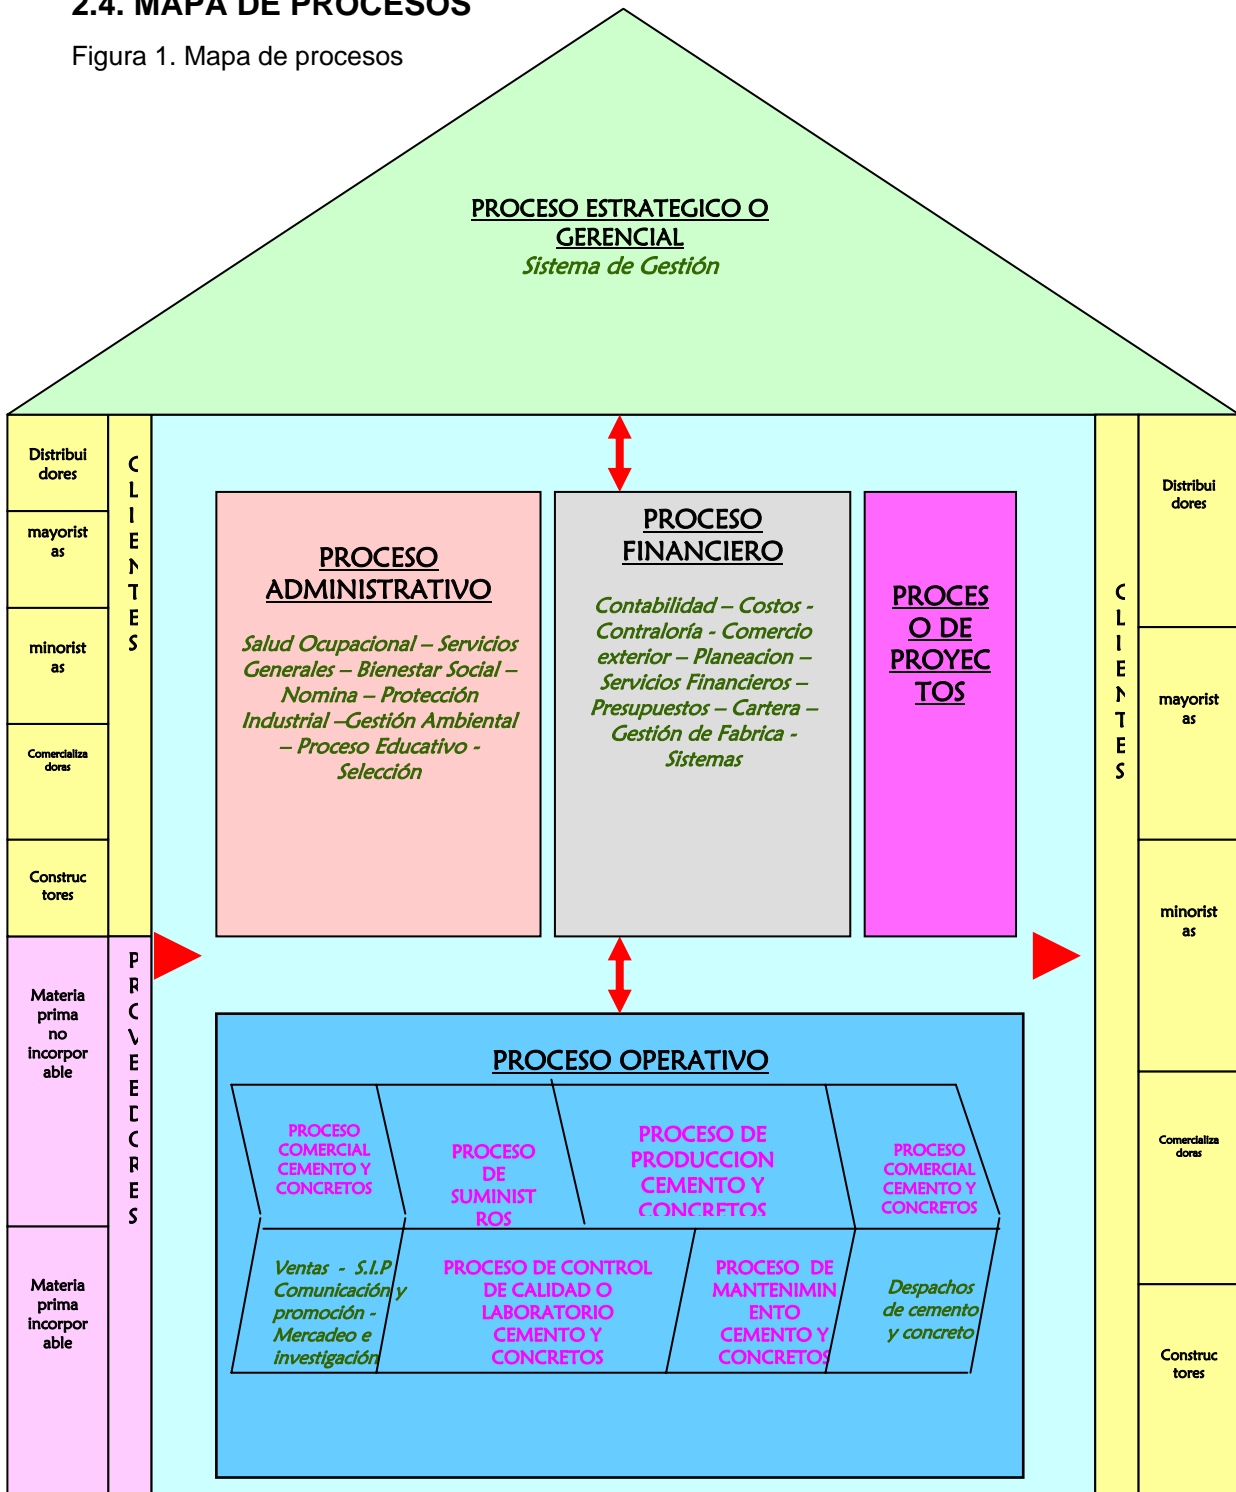 2.4. MAPA DE PROCESOS
Figura 1. Mapa de procesos
PROCESO ESTRATEGICO O
GERENCIAL
Sistema de Gestión
Distribui
dores
mayorist
as
minorist
as
Comercializa
doras
Construc
tores
CLIENTES
Materia
prima
no
incorpor
able
Materia
prima
incorpor
able
PROVEEDORES
PROCESO
ADMINISTRATIVO
Salud Ocupacional – Servicios
Generales – Bienestar Social –
Nomina – Protección
Industrial –Gestión Ambiental
– Proceso Educativo -
Selección
PROCESO
FINANCIERO
Contabilidad – Costos -
Contraloría - Comercio
exterior – Planeacion –
Servicios Financieros –
Presupuestos – Cartera –
Gestión de Fabrica -
Sistemas
PROCES
O DE
PROYEC
TOS
PROCESO OPERATIVO
PROCESO
COMERCIAL
CEMENTO Y
CONCRETOS
PROCESO
DE
SUMINIST
ROS
PROCESO DE
PRODUCCION
CEMENTO Y
CONCRETOS
PROCESO
COMERCIAL
CEMENTO Y
CONCRETOS
Ventas - S.I.P
Comunicación y
promoción -
Mercadeo e
investigación
PROCESO DE CONTROL
DE CALIDAD O
LABORATORIO
CEMENTO Y
CONCRETOS
PROCESO DE
MANTENIMIN
ENTO
CEMENTO Y
CONCRETOS
Despachos
de cemento
y concreto
CLIENTES
Distribui
dores
mayorist
as
minorist
as
Comercializa
doras
Construc
tores